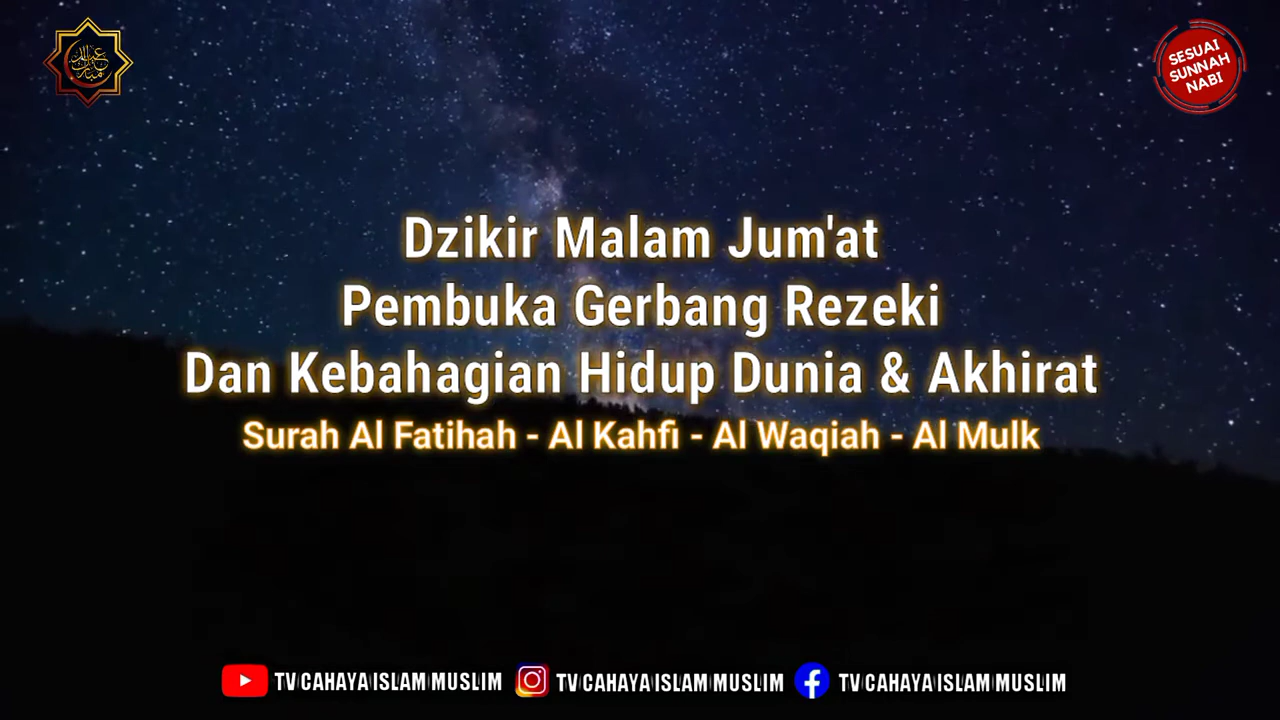 SESUAI
SUNNAH
NABI
Dzikir Malam Jum'at
Pembuka Gerbang Rezeki
Dan Kebahagian Hidup Dunia & Akhirat
Surah Al Fatihah - Al Kahfi - Al Waqiah - Al Mulk
TV CAHAYA ISLAM MUSLIM TV CAHAYA ISLAM MUSLIM TV CAHAYA ISLAM MUSLIM